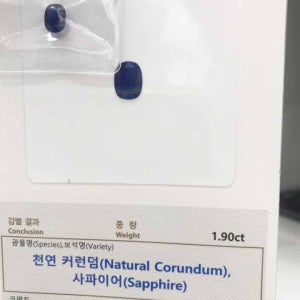 감별 결과 중 량
Conclusion Weight 1.90ct
광물명(Species),보석명(Variety)
천연 커런덤(Natural Corundum),
사파이어(Sapphire)